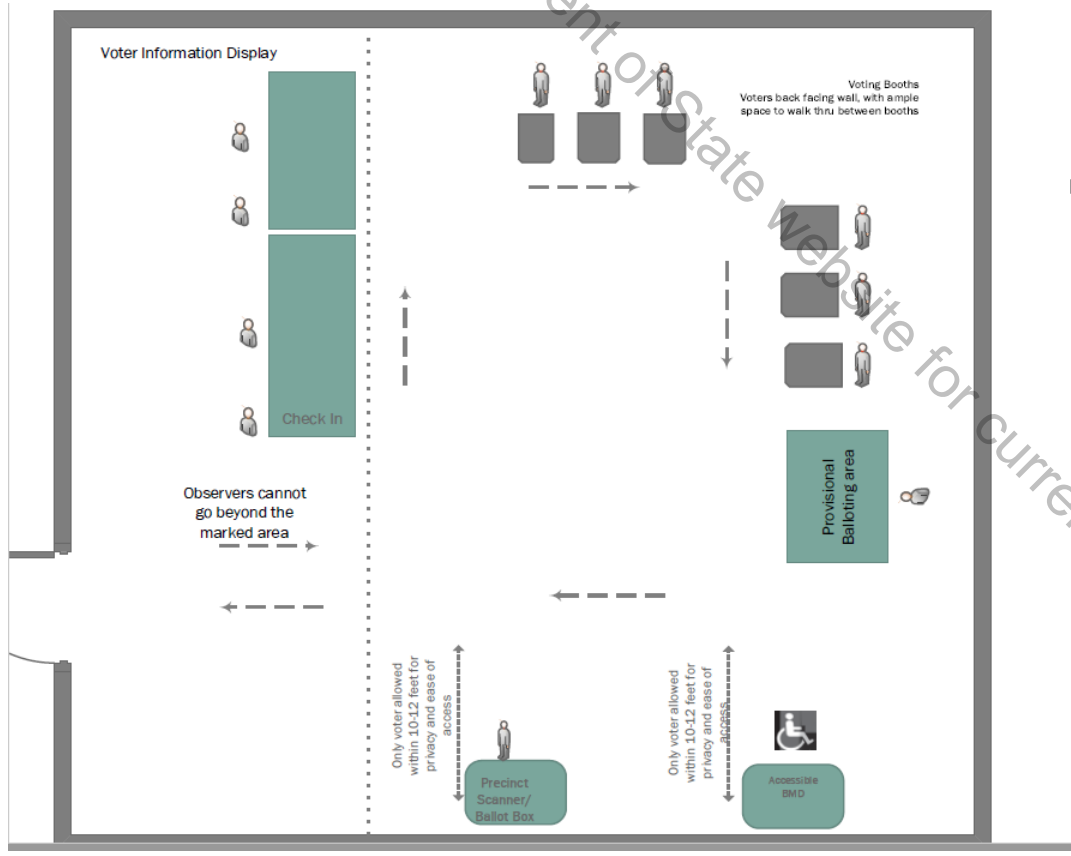 Voter Information Display
Voting Booths
Voters back facing wall, with ample
space to walk thru between booths
Check In
Observers cannot
go beyond the
marked area
Provisional
Balloting area
Only voter allowed
within 10-12 feet for
privacy and ease of
access
Only voter allowed
within 10-12 feet for
privacy and ease of
access
Precinct
Scanner/
Ballot Box
Accessible
BMD
of State website for